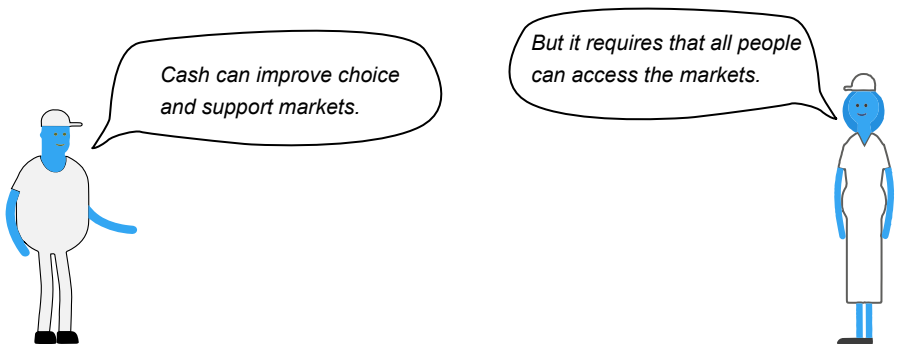 Cash can improve choice
and support markets.
But it requires that all people
can access the markets.